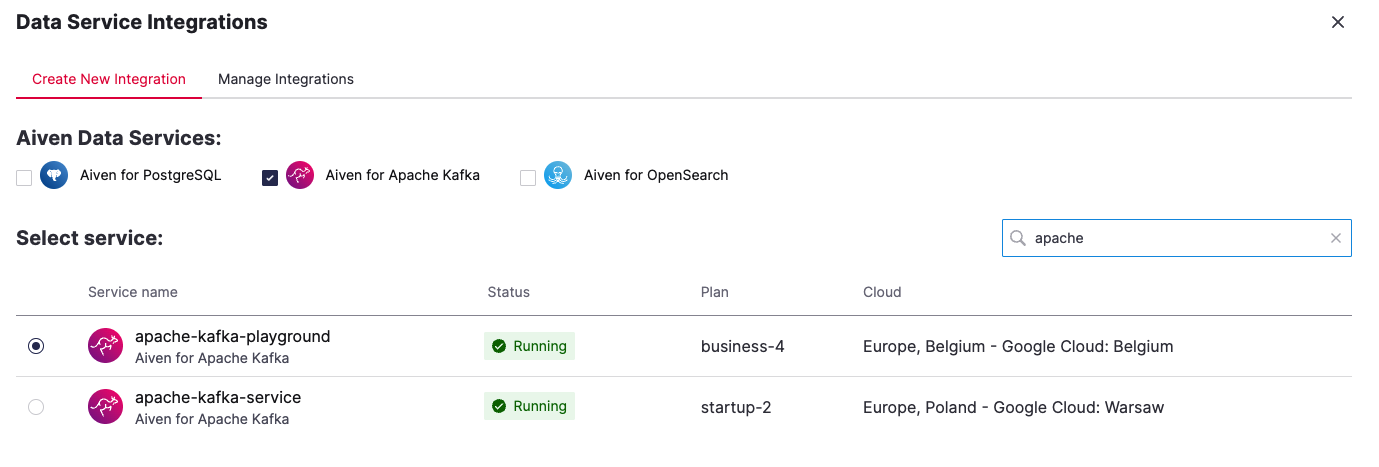 Data Service Integrations
Create New Integration Manage Integrations
Aiven Data Services:
Aiven for PostgreSQL Aiven for Apache Kafka Aiven for OpenSearch
Select service: apache
Service name Status Plan Cloud
apache-kafka-playground Running business-4 Europe, Belgium - Google Cloud: Belgium
Aiven for Apache Kafka
apache-kafka-service Running startup-2 Europe, Poland - Google Cloud: Warsaw
Aiven for Apache Kafka